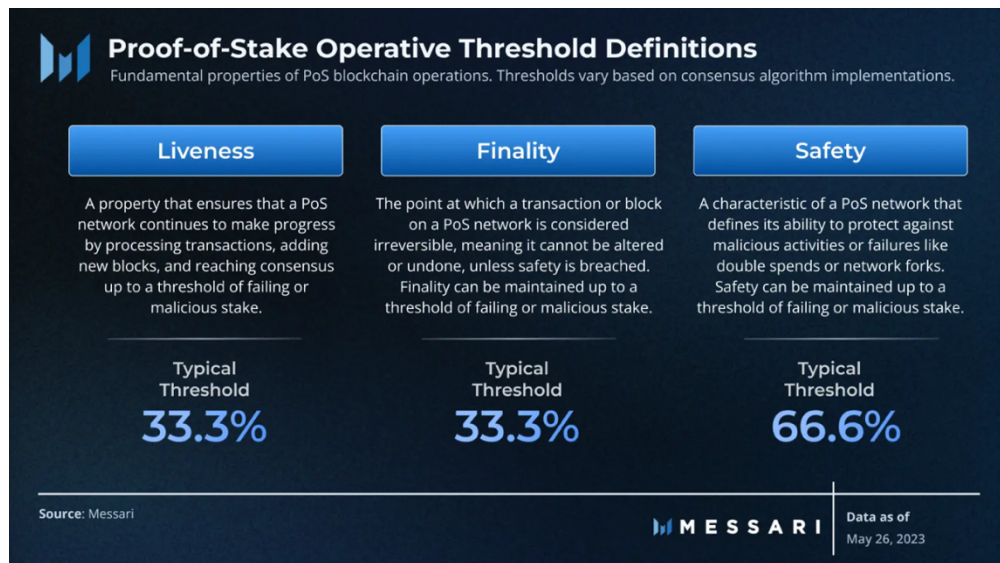 Proof-of-Stake Operative Threshold Definitions
Fundamental properties of PoS blockchain operations. Thresholds vary based on consensus algorithm implementations.
Liveness
A property that ensures that a PoS
network continues to make progress
by processing transactions, adding
new blocks, and reaching consensus
up to a threshold of failing or
malicious stake.
Typical
Threshold
33.3%
Finality
The point at which a transaction or block
on a PoS network is considered
irreversible, meaning it cannot be altered
or undone, unless safety is breached.
Finality can be maintained up to a
threshold of failing or malicious stake.
Typical
Threshold
33.3%
Safety
A characteristic of a PoS network that
defines its ability to protect against
malicious activities or failures like
double spends or network forks.
Safety can be maintained up to a
threshold of failing or malicious stake.
Typical
Threshold
66.6%
Source: Messari
MESSARI
Data as of
May 26, 2023